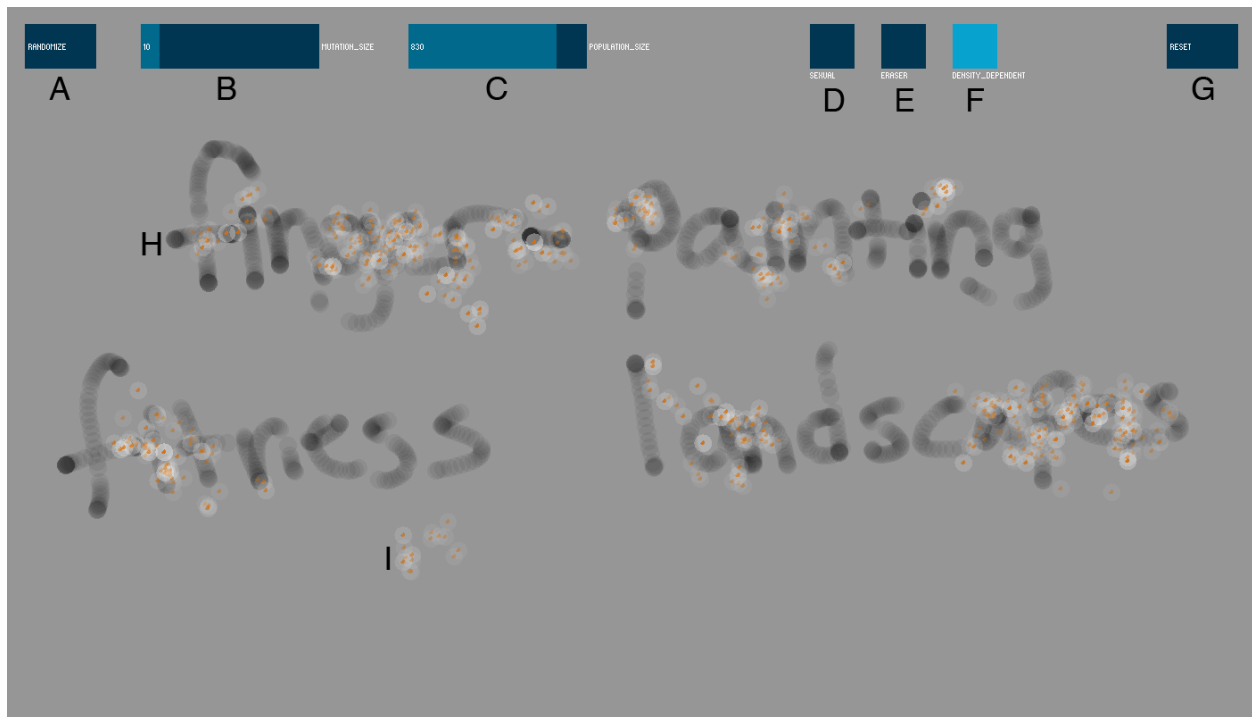 RANDOMIZE 10 MUTATION_SIZE 830 POPULATION_SIZE RESET
SEXUAL ERASER DENSITY_DEPENDENT
A B C D E F G
H finger painting
fitness landscapes
I